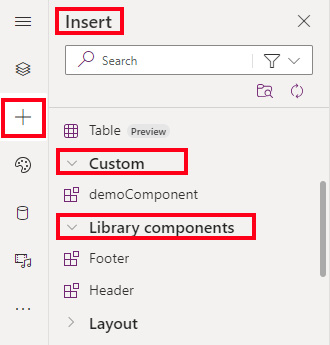 Insert
Search
Table Preview
Custom
demoComponent
Library components
Footer
Header
Layout